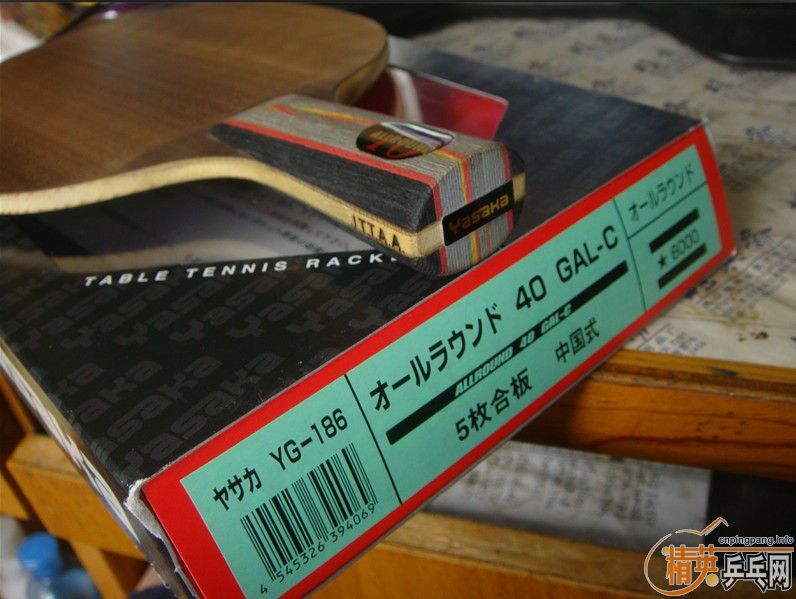 J.T.T.A.A.
Yasaka
TABLE TENNIS RACK
Yasaka
ヤサカ YG-186
4 545326 394069
オールラウンド 40 GAL-C
ALLROUND 40 GAL-C
5枚合板 中国式
オールラウンド
★ 6000
cnpingpang.info
精英乒乓网